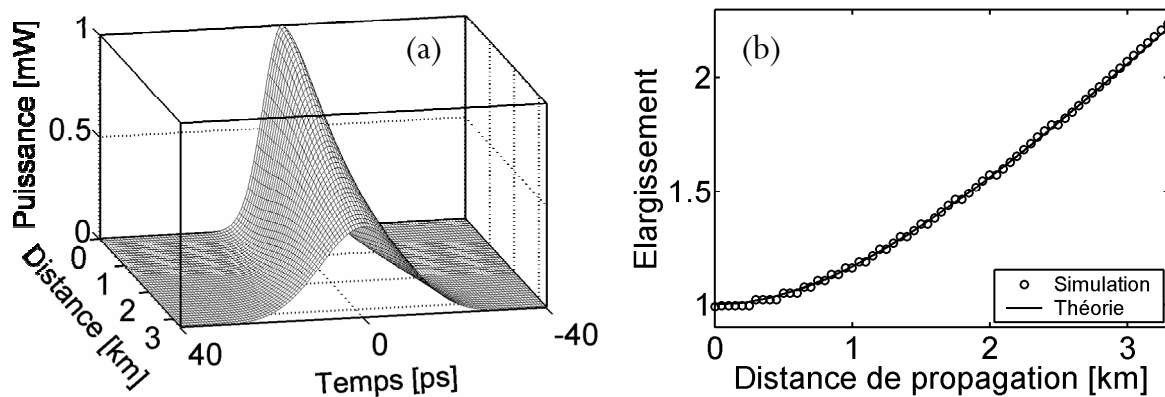 (a)
Puissance [mW]
1
0.5
0
Distance [km]
0
1
2
3
Temps [ps]
40
0
-40
(b)
Elargissement
2
1.5
1
0
1
2
3
Distance de propagation [km]
Simulation
Théorie